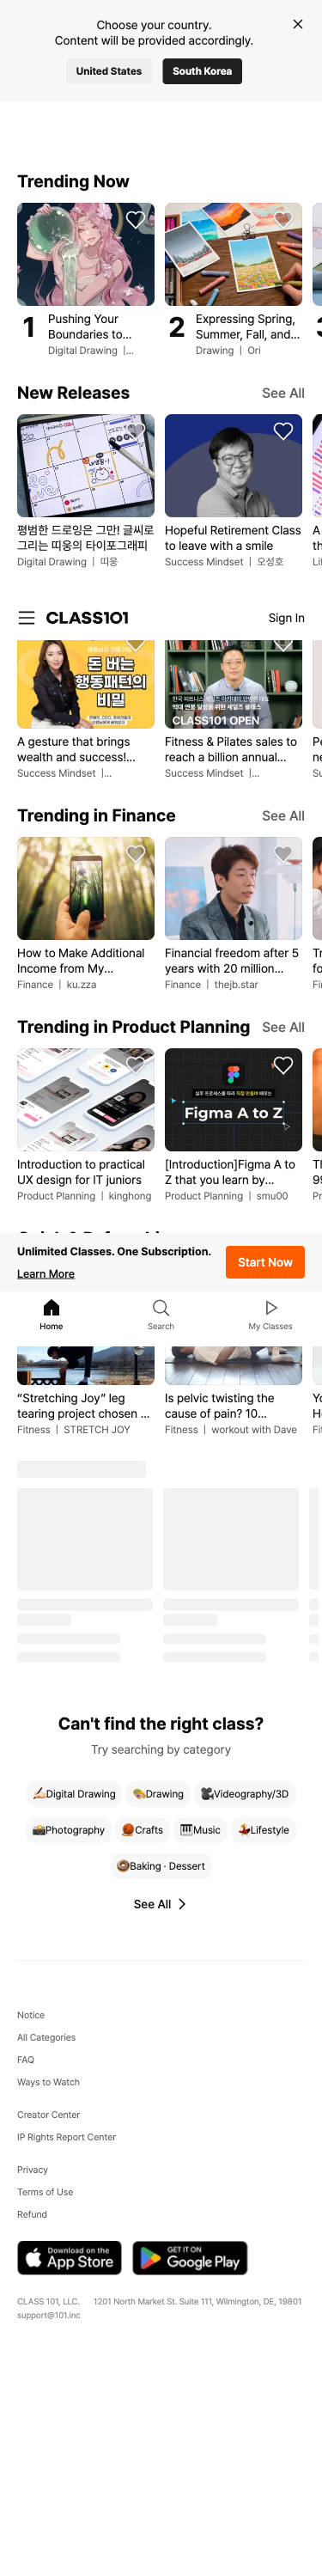 Choose your country.
Content will be provided accordingly.
United States
South Korea
Trending Now
1
Pushing Your
Boundaries to...
Digital Drawing |...
2
Expressing Spring,
Summer, Fall, and...
Drawing | Ori
New Releases
See All
평범한 드로잉은 그만! 글씨로
그리는 띠웅의 타이포그래피
Digital Drawing | 띠웅
Hopeful Retirement Class
to leave with a smile
Success Mindset | 오성호
CLASS101
Sign In
돈 버는
행동패턴의
비밀
A gesture that brings
wealth and success!...
Success Mindset |...
CLASS101 OPEN
Fitness & Pilates sales to
reach a billion annual...
Success Mindset |...
Trending in Finance
See All
How to Make Additional
Income from My...
Finance | ku.zza
Financial freedom after 5
years with 20 million...
Finance | thejb.star
Trending in Product Planning
See All
Introduction to practical
UX design for IT juniors
Product Planning | kinghong
Figma A to Z
[Introduction]Figma A to
Z that you learn by...
Product Planning | smu00
Unlimited Classes. One Subscription.
Learn More
Start Now
Home
Search
My Classes
“Stretching Joy” leg
tearing project chosen ...
Fitness | STRETCH JOY
Is pelvic twisting the
cause of pain? 10...
Fitness | workout with Dave
Can't find the right class?
Try searching by category
Digital Drawing
Drawing
Videography/3D
Photography
Crafts
Music
Lifestyle
Baking · Dessert
See All
Notice
All Categories
FAQ
Ways to Watch
Creator Center
IP Rights Report Center
Privacy
Terms of Use
Refund
Download on the
App Store
GET IT ON
Google Play
CLASS 101, LLC. 1201 North Market St. Suite 111, Wilmington, DE, 19801
support@101.inc